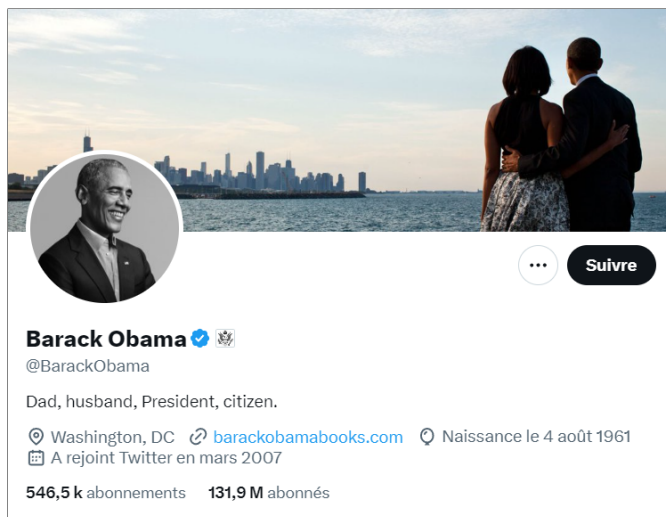 Suivre
Barack Obama
@BarackObama
Dad, husband, President, citizen.
Washington, DC barackobamabooks.com Naissance le 4 août 1961
A rejoint Twitter en mars 2007
546,5 k abonnements 131,9 M abonnés